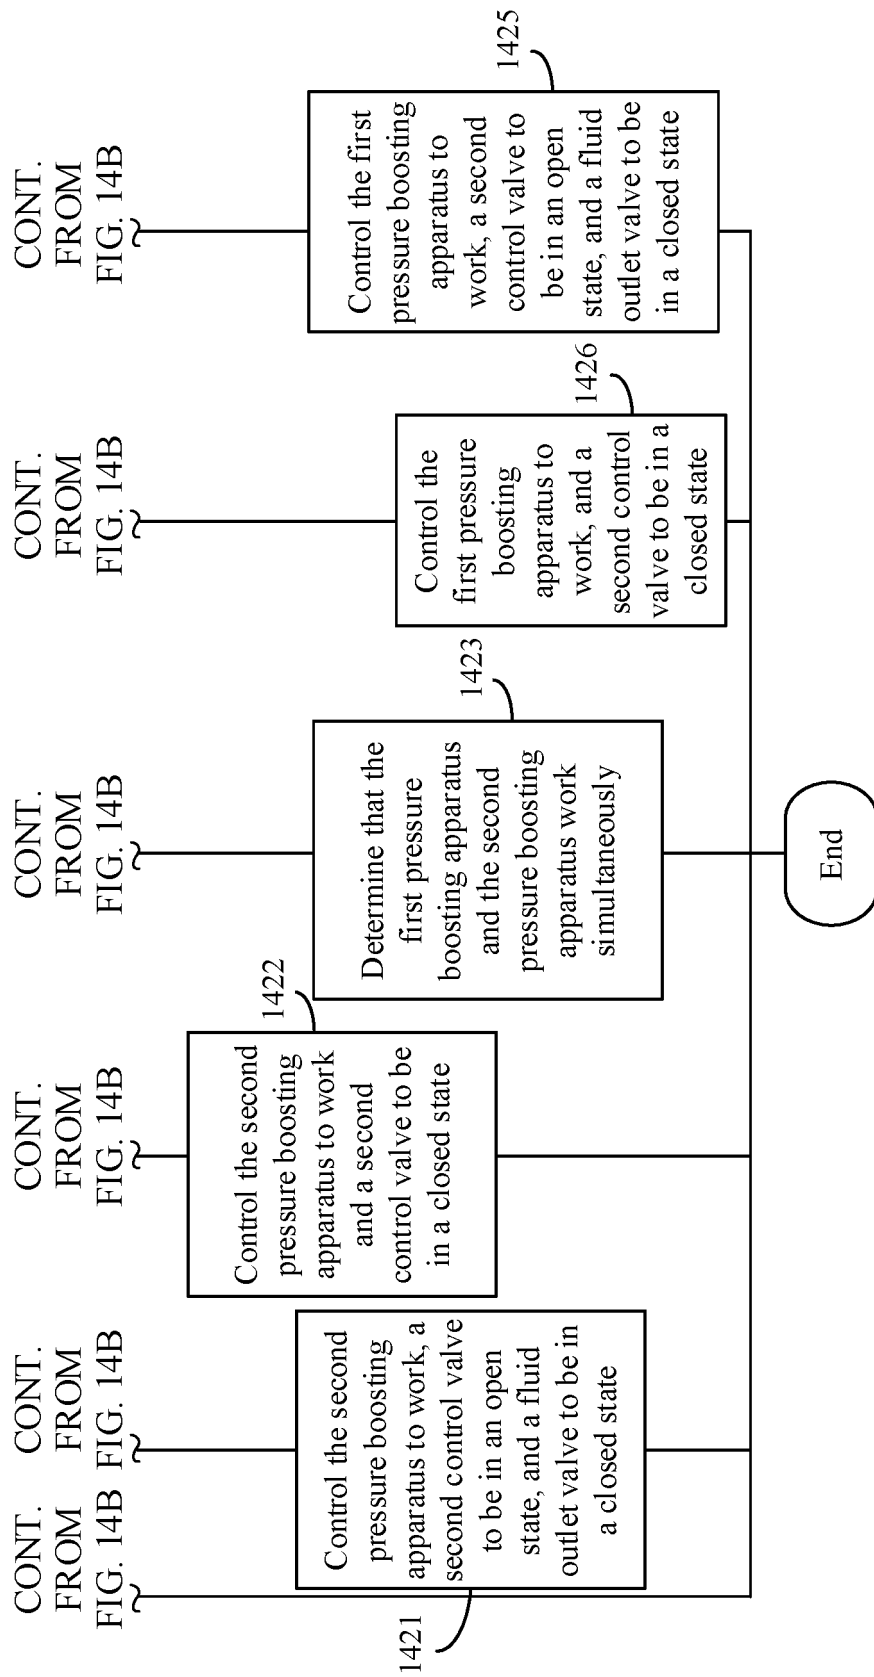 CONT.
FROM
FIG. 14B
CONT.
FROM
FIG. 14B
CONT.
FROM
FIG. 14B
CONT.
FROM
FIG. 14B
CONT.
FROM
FIG. 14B
CONT.
FROM
FIG. 14B
1421
Control the second
pressure boosting
apparatus to work, a
second control valve
to be in an open
state, and a fluid
outlet valve to be in
a closed state
1422
Control the second
pressure boosting
apparatus to work
and a second
control valve to be
in a closed state
1423
Determine that the
first pressure
boosting apparatus
and the second
pressure boosting
apparatus work
simultaneously
1426
Control the
first pressure
boosting
apparatus to
work, and a
second control
valve to be in a
closed state
1425
Control the first
pressure boosting
apparatus to
work, a second
control valve to
be in an open
state, and a fluid
outlet valve to be
in a closed state
End